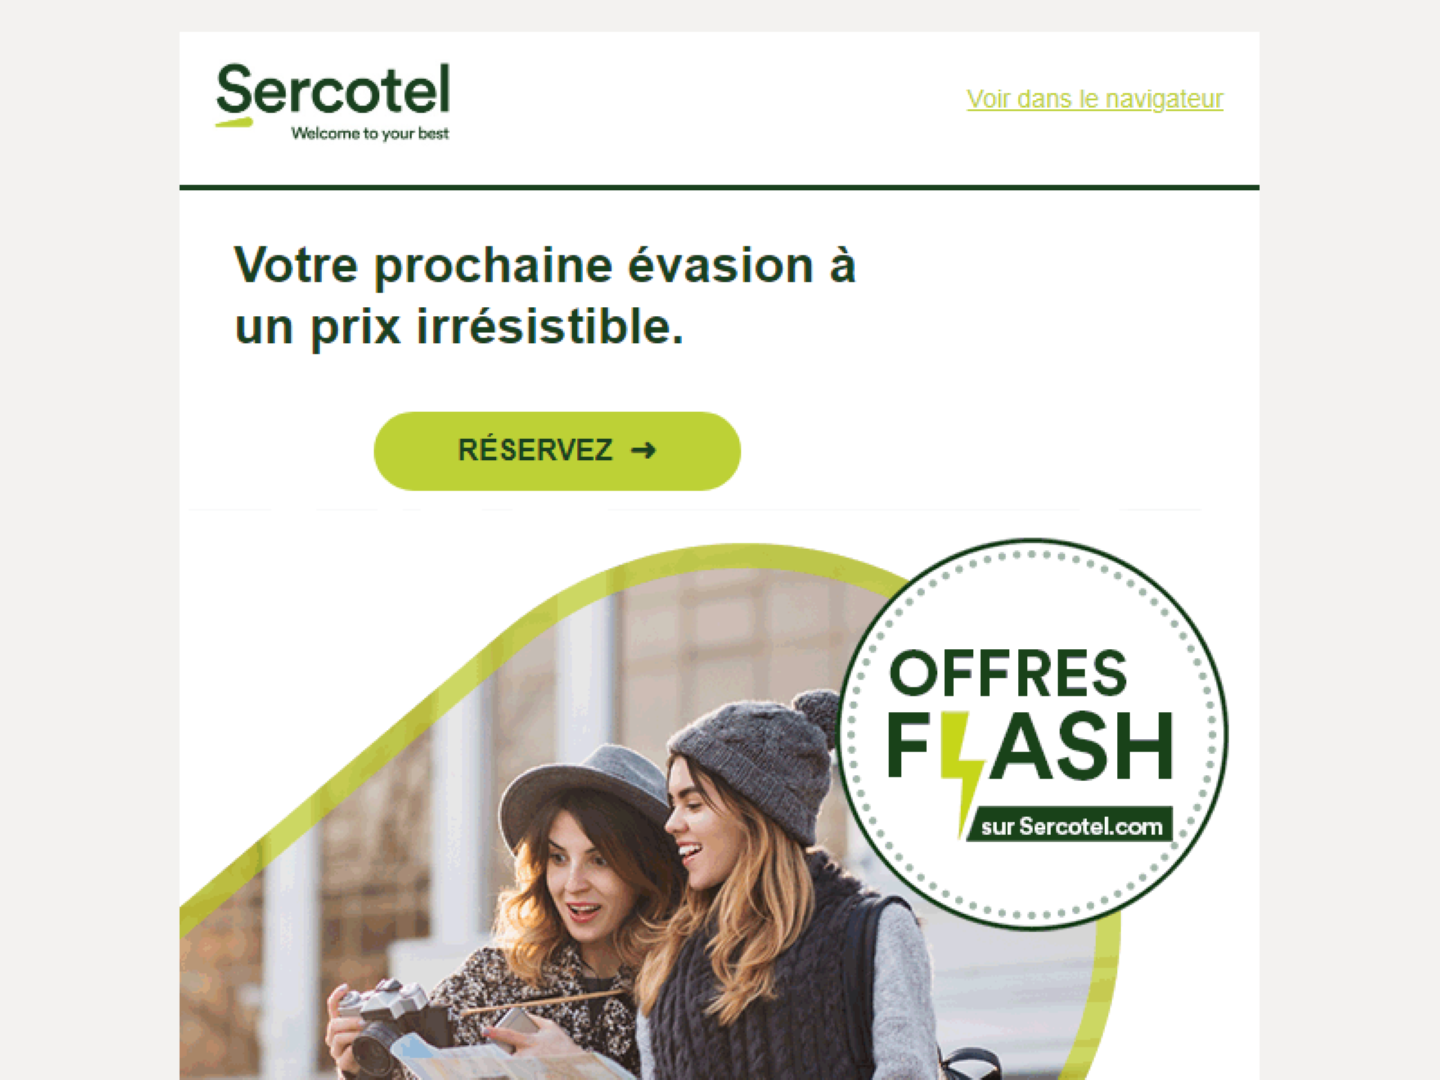 Sercotel
Welcome to your best
Voir dans le navigateur
Votre prochaine évasion à
un prix irrésistible.
RÉSERVEZ →
OFFRES
FLASH
sur Sercotel.com